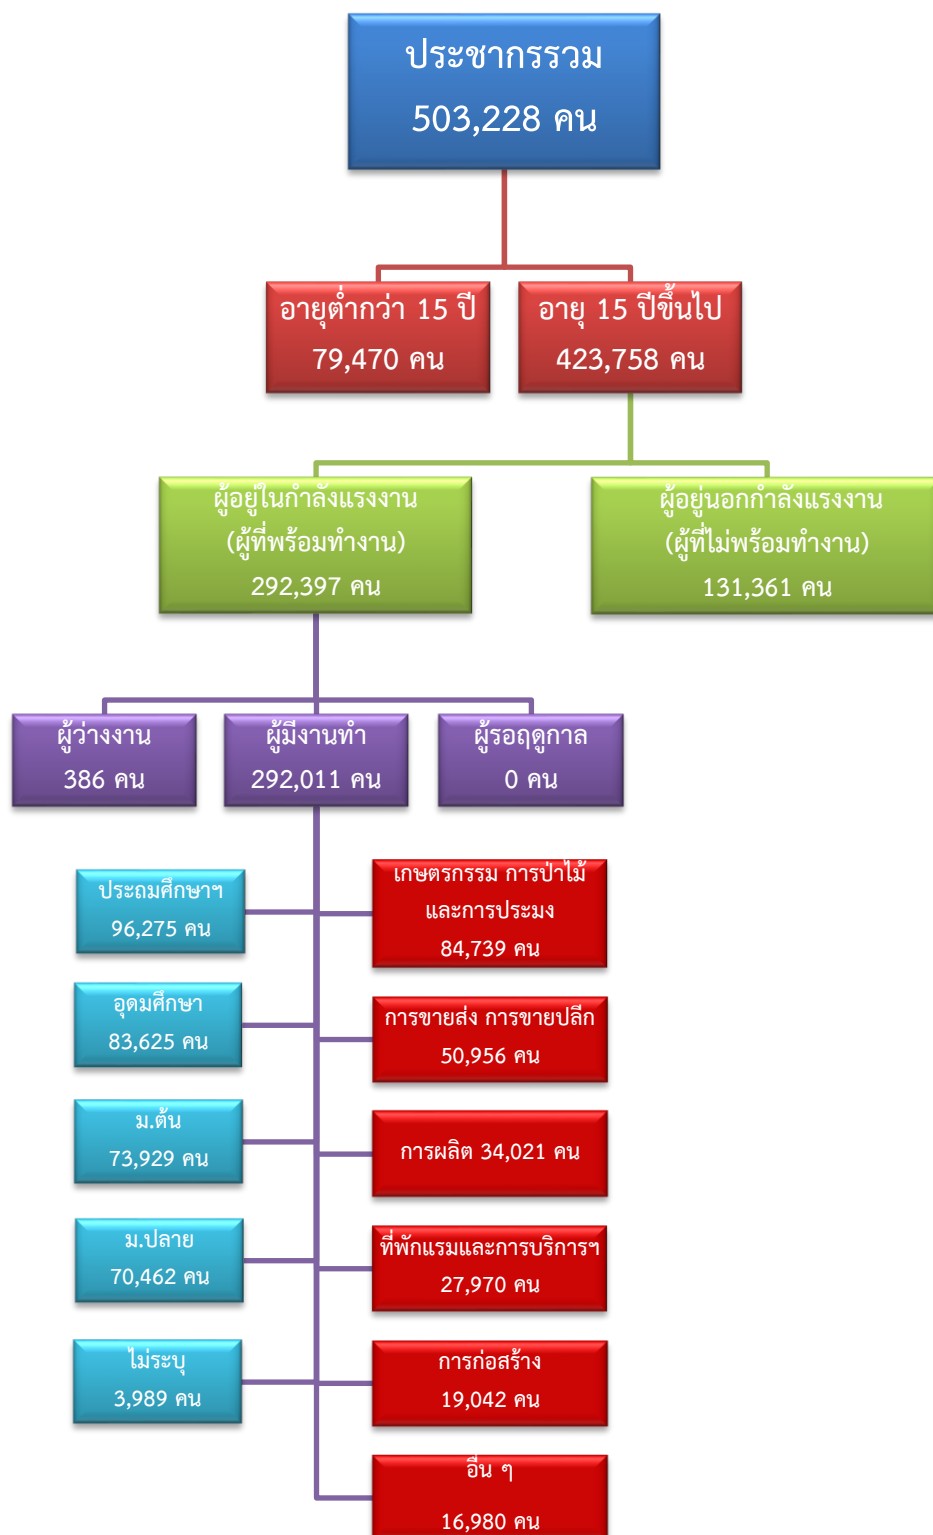 ประชากรรวม
503,228 คน
อายุต่ำกว่า 15 ปี
79,470 คน
อายุ 15 ปีขึ้นไป
423,758 คน
ผู้อยู่ในกำลังแรงงาน
(ผู้ที่พร้อมทำงาน)
292,397 คน
ผู้อยู่นอกกำลังแรงงาน
(ผู้ที่ไม่พร้อมทำงาน)
131,361 คน
ผู้ว่างงาน
386 คน
ผู้มีงานทำ
292,011 คน
ผู้รอฤดูกาล
0 คน
ประถมศึกษาฯ
96,275 คน
อุดมศึกษา
83,625 คน
ม.ต้น
73,929 คน
ม.ปลาย
70,462 คน
ไม่ระบุ
3,989 คน
เกษตรกรรม การป่าไม้
และการประมง
84,739 คน
การขายส่ง การขายปลีก
50,956 คน
การผลิต 34,021 คน
ที่พักแรมและการบริการฯ
27,970 คน
การก่อสร้าง
19,042 คน
อื่น ๆ
16,980 คน